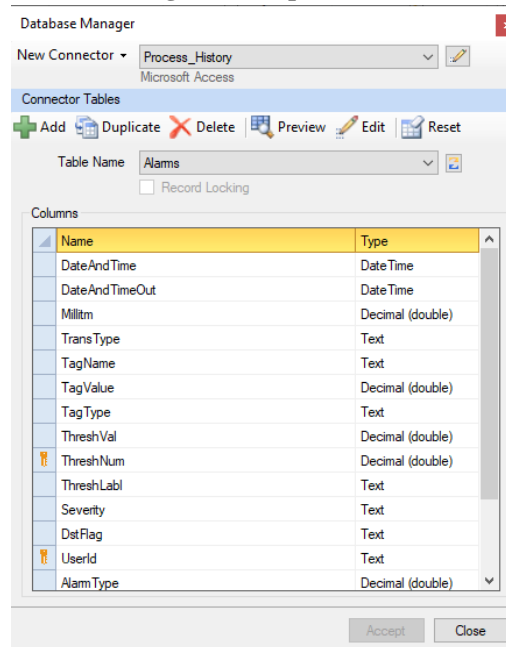 Database Manager
New Connector Process_History
Microsoft Access
Connector Tables
Add Duplicate Delete Preview Edit Reset
Table Name Alarms
Record Locking
Columns
Name Type
DateAndTime DateTime
DateAndTimeOut DateTime
Millitm Decimal (double)
TransType Text
TagName Text
TagValue Decimal (double)
TagType Text
ThreshVal Decimal (double)
ThreshNum Decimal (double)
ThreshLabl Text
Severity Text
DstFlag Text
UserId Text
AlarmType Decimal (double)
Accept Close